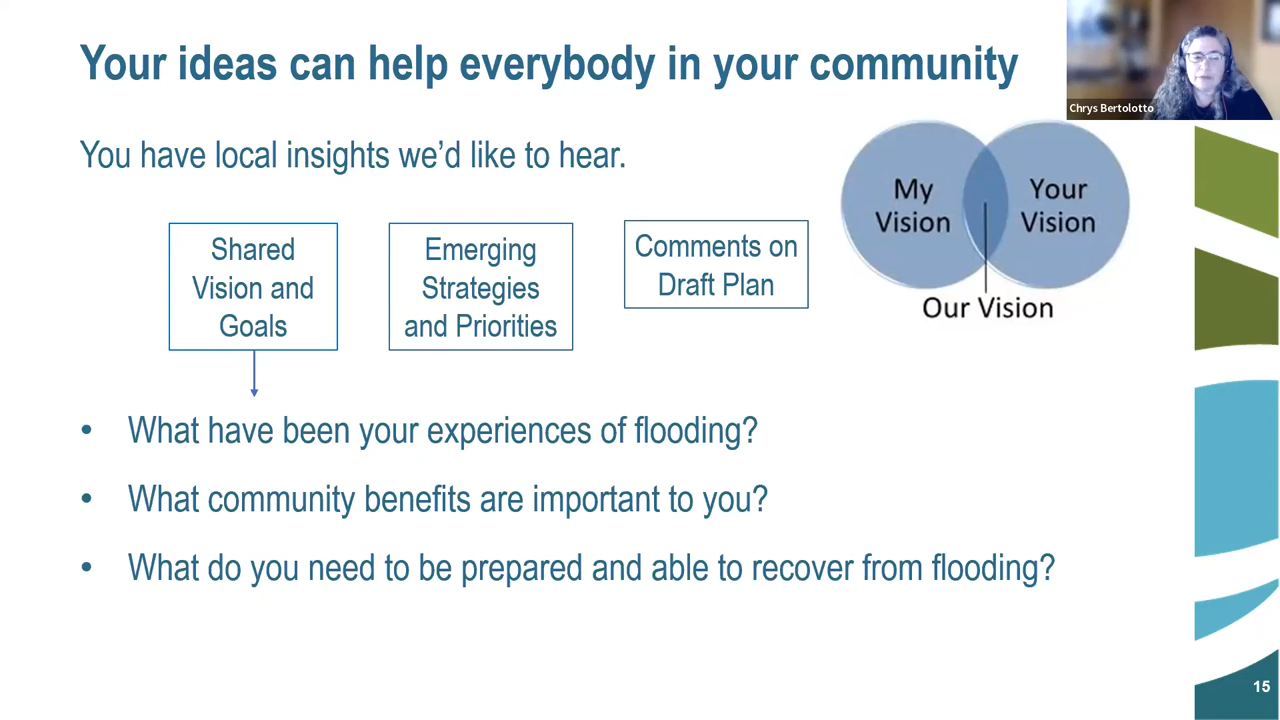 Your ideas can help everybody in your community
Chrys Bertolotto
You have local insights we’d like to hear.
Shared
Vision and
Goals
Emerging
Strategies
and Priorities
Comments on
Draft Plan
My
Vision
Your
Vision
Our Vision
• What have been your experiences of flooding?
• What community benefits are important to you?
• What do you need to be prepared and able to recover from flooding?
15